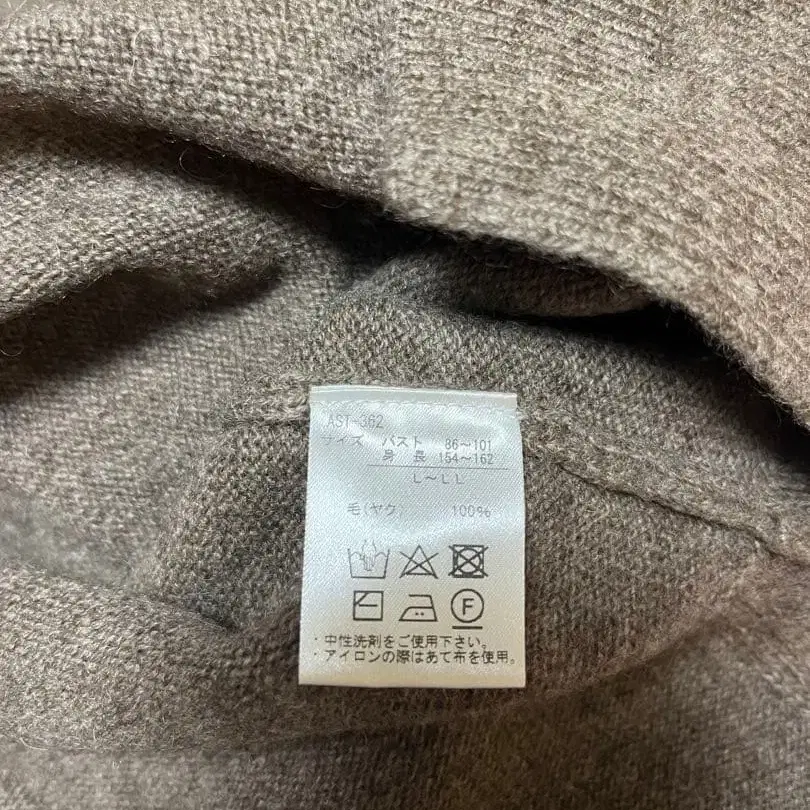 AST-362
サイズ バスト 86～101
身 長 154～162
L～LL
毛(ヤク) 100%
F
・中性洗剤をご使用下さい。
・アイロンの際はあて布を使用。